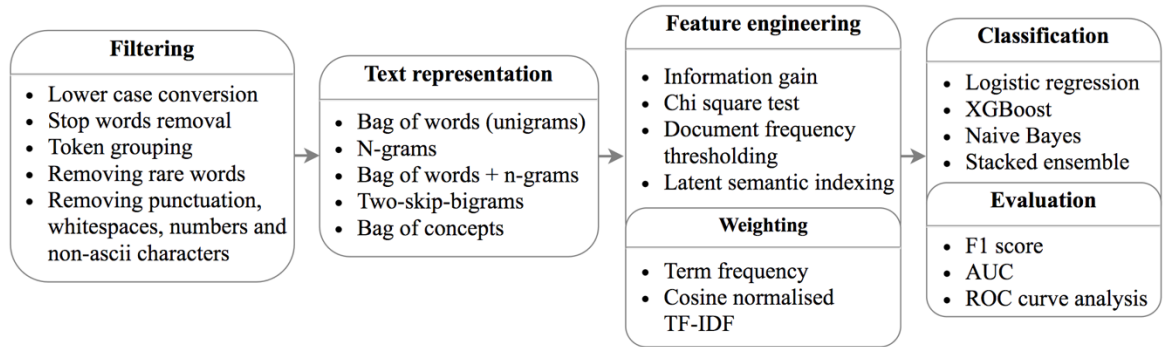 Filtering
• Lower case conversion
• Stop words removal
• Token grouping
• Removing rare words
• Removing punctuation,
whitespaces, numbers and
non-ascii characters
Text representation
• Bag of words (unigrams)
• N-grams
• Bag of words + n-grams
• Two-skip-bigrams
• Bag of concepts
Feature engineering
• Information gain
• Chi square test
• Document frequency
thresholding
• Latent semantic indexing
Weighting
• Term frequency
• Cosine normalised
TF-IDF
Classification
• Logistic regression
• XGBoost
• Naive Bayes
• Stacked ensemble
Evaluation
• F1 score
• AUC
• ROC curve analysis